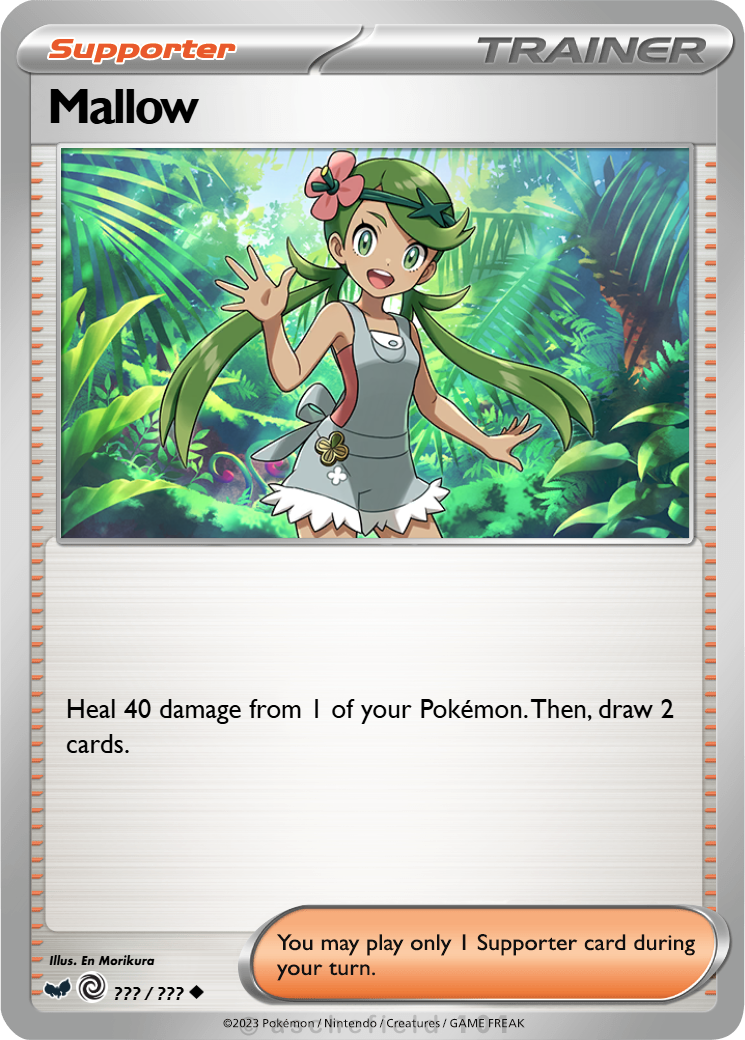 Supporter
TRAINER
Mallow
Heal 40 damage from 1 of your Pokémon. Then, draw 2
cards.
You may play only 1 Supporter card during
your turn.
Illus. En Morikura
??? / ??? ◆
©2023 Pokémon / Nintendo / Creatures / GAME FREAK